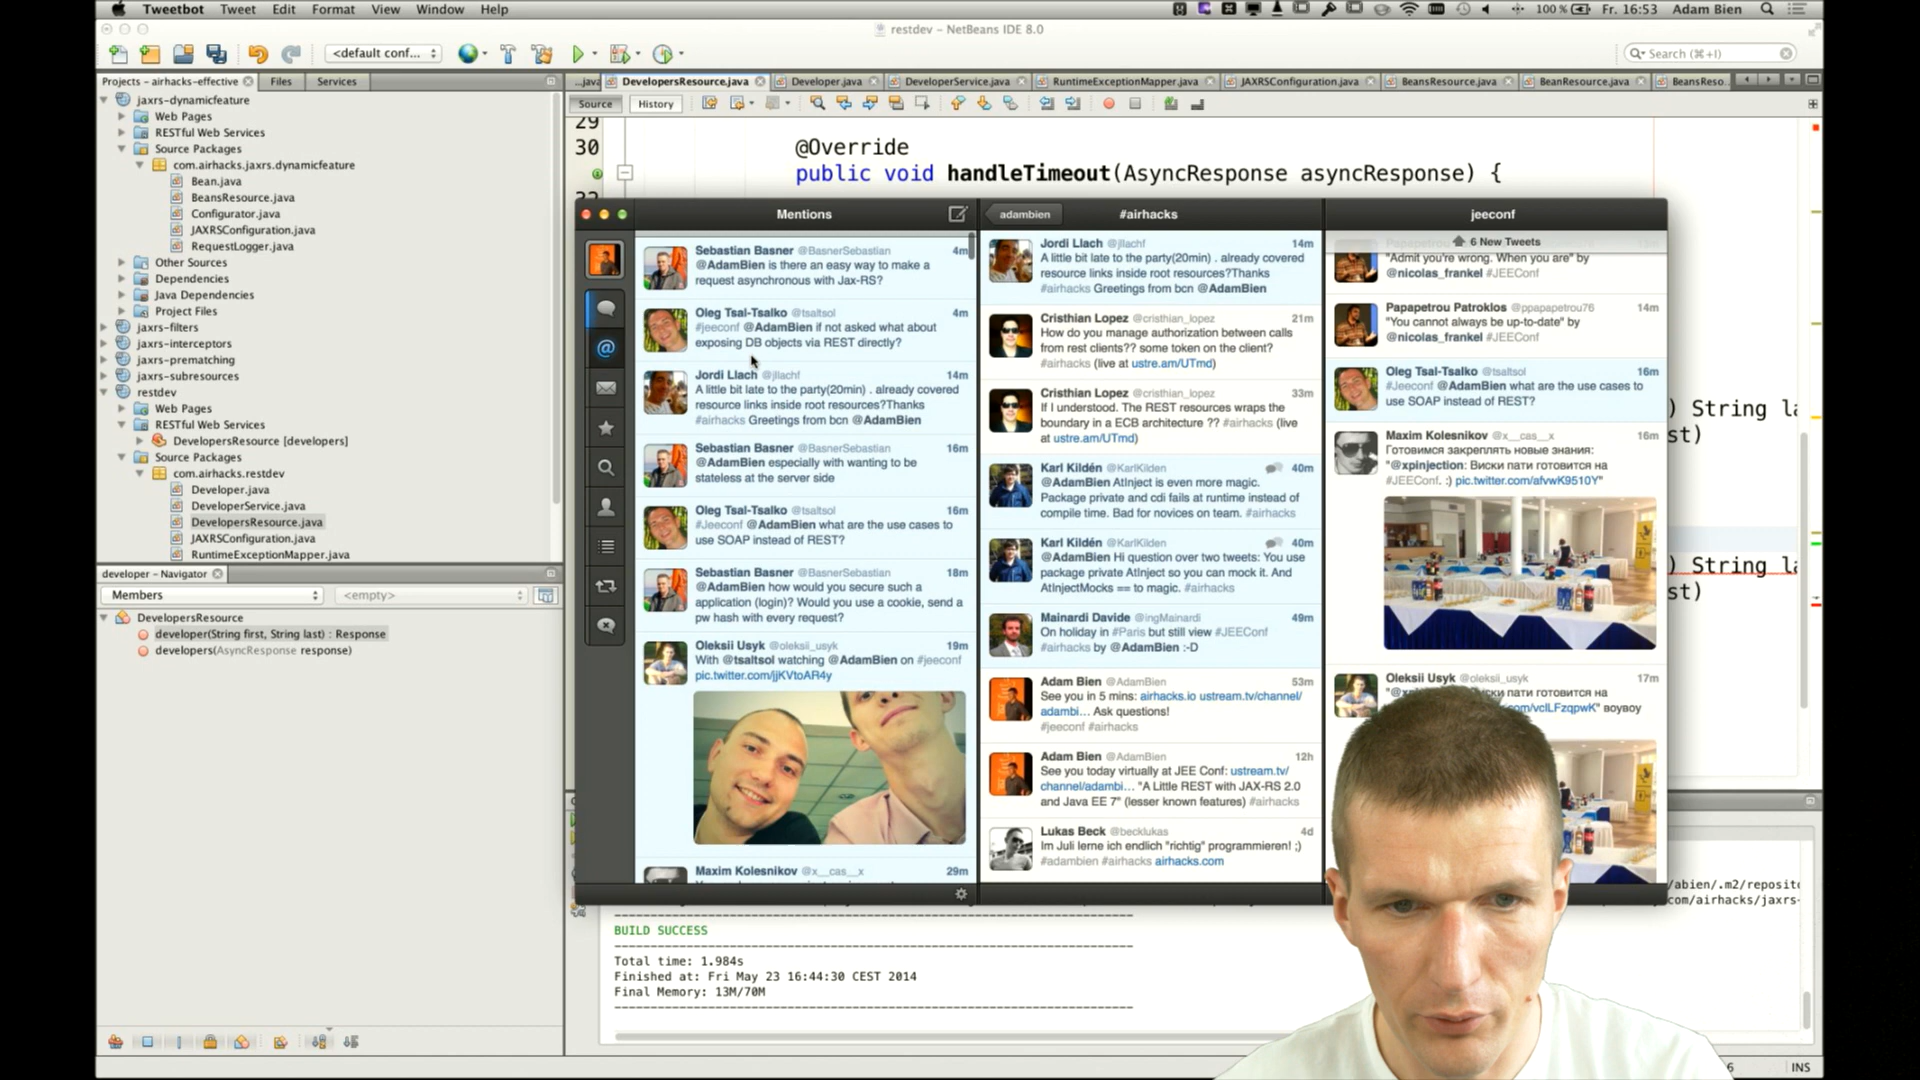 Tweetbot Tweet Edit Format View Window Help
100% Fr. 16:53 Adam Bien
restdev – NetBeans IDE 8.0
<default conf...
Search (⌘+I)
Projects – airhacks-effective Files Services
...java DevelopersResource.java Developer.java DeveloperService.java RuntimeExceptionMapper.java JAXRSConfiguration.java BeansResource.java BeanResource.java BeansReso...
Source History
jaxrs-dynamicfeature
Web Pages
RESTful Web Services
Source Packages
com.airhacks.jaxrs.dynamicfeature
Bean.java
BeansResource.java
Configurator.java
JAXRSConfiguration.java
RequestLogger.java
Other Sources
Dependencies
Java Dependencies
Project Files
jaxrs-filters
jaxrs-interceptors
jaxrs-prematching
jaxrs-subresources
restdev
Web Pages
RESTful Web Services
DevelopersResource [developers]
Source Packages
com.airhacks.restdev
Developer.java
DeveloperService.java
DevelopersResource.java
JAXRSConfiguration.java
RuntimeExceptionMapper.java
developer – Navigator
Members <empty>
DevelopersResource
developer(String first, String last) : Response
developers(AsyncResponse response)
29
30 @Override
public void handleTimeout(AsyncResponse asyncResponse) {
) String la
st)
) String la
st)
Mentions
Sebastian Basner @BasnerSebastian 4m
@AdamBien is there an easy way to make a
request asynchronous with Jax-RS?
Oleg Tsal-Tsalko @tsaltsol 4m
#jeeconf @AdamBien if not asked what about
exposing DB objects via REST directly?
Jordi Llach @jllachf 14m
A little bit late to the party(20min) . already covered
resource links inside root resources?Thanks
#airhacks Greetings from bcn @AdamBien
Sebastian Basner @BasnerSebastian 16m
@AdamBien especially with wanting to be
stateless at the server side
Oleg Tsal-Tsalko @tsaltsol 16m
#Jeeconf @AdamBien what are the use cases to
use SOAP instead of REST?
Sebastian Basner @BasnerSebastian 18m
@AdamBien how would you secure such a
application (login)? Would you use a cookie, send a
pw hash with every request?
Oleksii Usyk @oleksii_usyk 19m
With @tsaltsol watching @AdamBien on #jeeconf
pic.twitter.com/jjKVtoAR4y
Maxim Kolesnikov @x__cas__x 29m
adambien #airhacks
Jordi Llach @jllachf 14m
A little bit late to the party(20min) . already covered
resource links inside root resources?Thanks
#airhacks Greetings from bcn @AdamBien
Cristhian Lopez @cristhian_lopez 21m
How do you manage authorization between calls
from rest clients?? some token on the client?
#airhacks (live at ustre.am/UTmd)
Cristhian Lopez @cristhian_lopez 33m
If I understood. The REST resources wraps the
boundary in a ECB architecture ?? #airhacks (live
at ustre.am/UTmd)
Karl Kildén @KarlKilden 40m
@AdamBien AtInject is even more magic.
Package private and cdi fails at runtime instead of
compile time. Bad for novices on team. #airhacks
Karl Kildén @KarlKilden 40m
@AdamBien Hi question over two tweets: You use
package private AtInject so you can mock it. And
AtInjectMocks == to magic. #airhacks
Mainardi Davide @ingMainardi 49m
On holiday in #Paris but still view #JEEConf
#airhacks by @AdamBien :-D
Adam Bien @AdamBien 53m
See you in 5 mins: airhacks.io ustream.tv/channel/
adambi... Ask questions!
#jeeconf #airhacks
Adam Bien @AdamBien 12h
See you today virtually at JEE Conf: ustream.tv/
channel/adambi... "A Little REST with JAX-RS 2.0
and Java EE 7" (lesser known features) #airhacks
Lukas Beck @becklukas 4d
Im Juli lerne ich endlich "richtig" programmieren! ;)
#adambien #airhacks airhacks.com
jeeconf
6 New Tweets
"Admit you're wrong. When you are" by
@nicolas_frankel #JEEConf
Papapetrou Patroklos @ppapapetrou76 14m
"You cannot always be up-to-date" by
@nicolas_frankel #JEEConf
Oleg Tsal-Tsalko @tsaltsol 16m
#Jeeconf @AdamBien what are the use cases to
use SOAP instead of REST?
Maxim Kolesnikov @x__cas__x 16m
Готовимся закреплять новые знания:
"@xpinjection: Виски пати готовится на
#JEEConf. :) pic.twitter.com/afvwK9510Y"
Oleksii Usyk @oleksii_usyk 17m
"@xp иски пати готовится на
com/vclLFzqpwK" воувоу
/abien/.m2/reposito
com/airhacks/jaxrs-
BUILD SUCCESS
Total time: 1.984s
Finished at: Fri May 23 16:44:30 CEST 2014
Final Memory: 13M/70M
6 INS